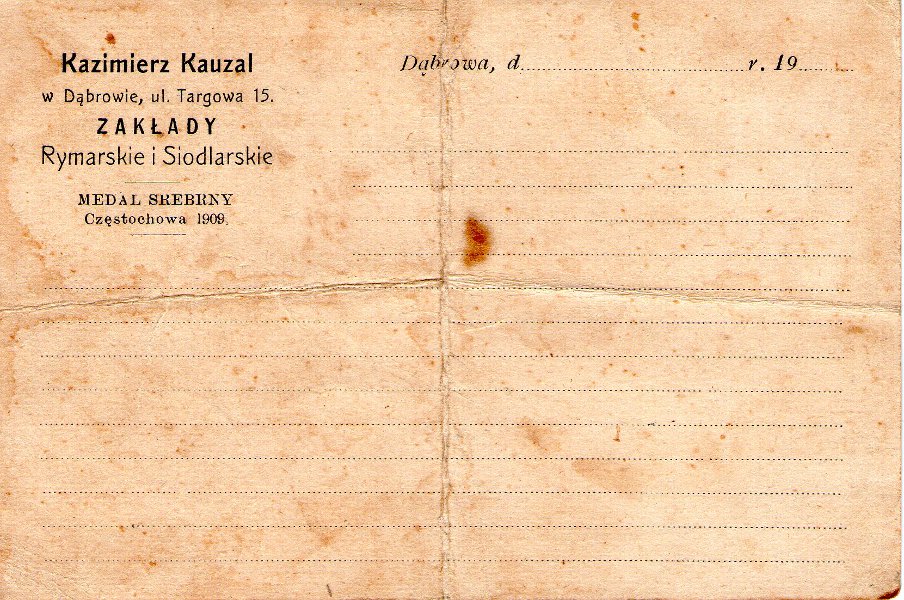 Kazimierz Kauzal
w Dąbrowie, ul. Targowa 15.
ZAKŁADY
Rymarskie i Siodlarskie
MEDAL SREBRNY
Częstochowa 1909.
Dąbrowa, d. r. 19